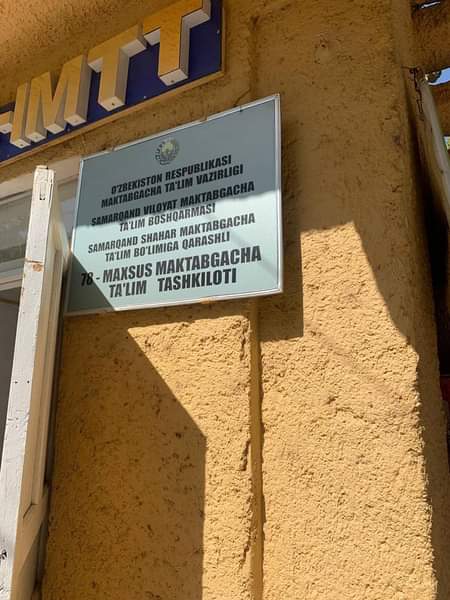 -IMTT
O'ZBEKISTON RESPUBLIKASI
MAKTABGACHA TA'LIM VAZIRLIGI
SAMARQAND VILOYAT MAKTABGACHA
TA'LIM BOSHQARMASI
SAMARQAND SHAHAR MAKTABGACHA
TA'LIM BO'LIMIGA QARASHLI
78 - MAXSUS MAKTABGACHA
TA'LIM TASHKILOTI